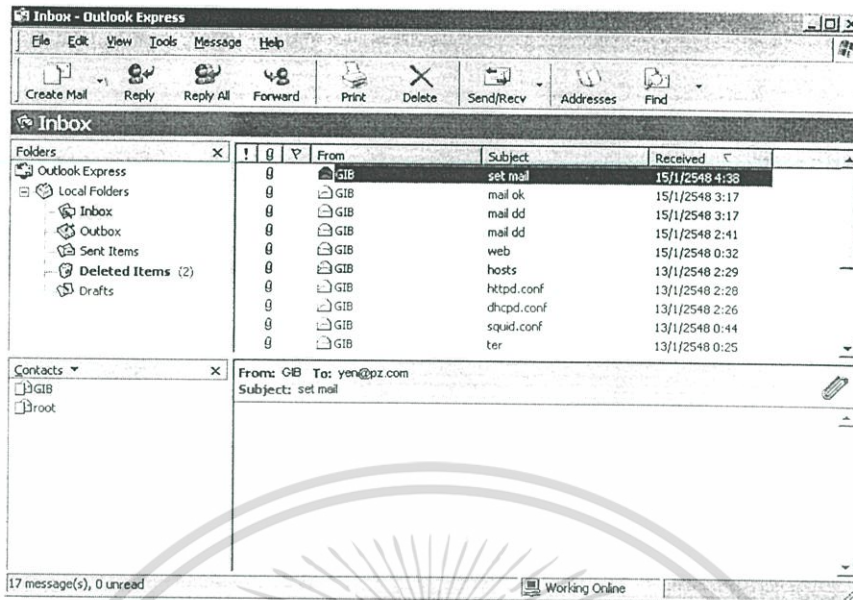 Inbox - Outlook Express
File Edit View Tools Message Help
Create Mail Reply Reply All Forward Print Delete Send/Recv Addresses Find
Inbox
Folders
Outlook Express
Local Folders
Inbox
Outbox
Sent Items
Deleted Items (2)
Drafts
! From Subject Received
GIB set mail 15/1/2548 4:38
GIB mail ok 15/1/2548 3:17
GIB mail dd 15/1/2548 3:17
GIB mail dd 15/1/2548 2:41
GIB web 15/1/2548 0:32
GIB hosts 13/1/2548 2:29
GIB httpd.conf 13/1/2548 2:28
GIB dhcpd.conf 13/1/2548 2:26
GIB squid.conf 13/1/2548 0:44
GIB ter 13/1/2548 0:25
Contacts
GIB
root
From: GIB To: yen@pz.com
Subject: set mail
17 message(s), 0 unread Working Online